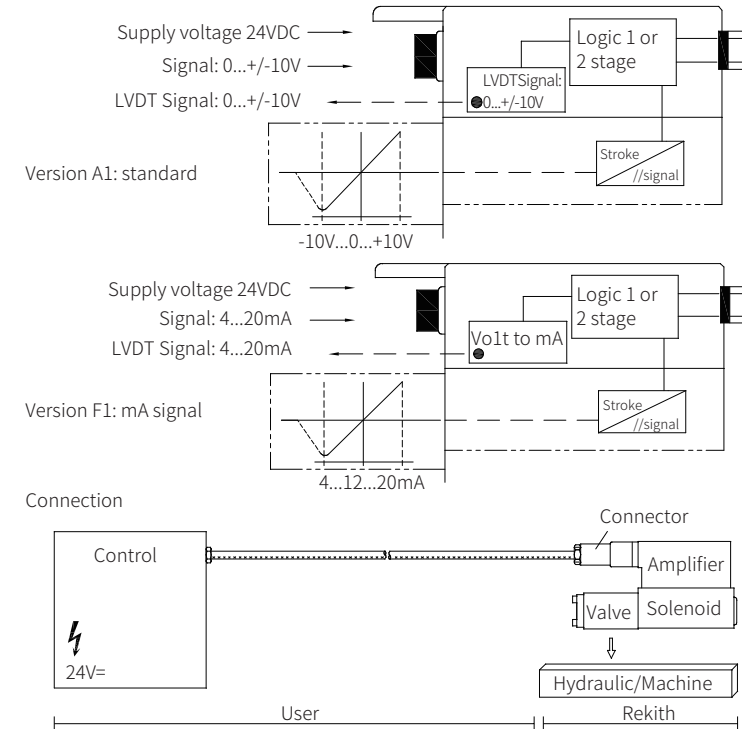 Supply voltage 24VDC
Signal: 0...+/-10V
LVDT Signal: 0...+/-10V
Logic 1 or
2 stage
LVDTSignal:
0...+/-10V
Stroke
//signal
Version A1: standard
-10V...0...+10V
Supply voltage 24VDC
Signal: 4...20mA
LVDT Signal: 4...20mA
Logic 1 or
2 stage
Vo1t to mA
Stroke
//signal
Version F1: mA signal
4...12...20mA
Connection
Connector
Control
Amplifier
Valve
Solenoid
24V=
Hydraulic/Machine
User
Rekith